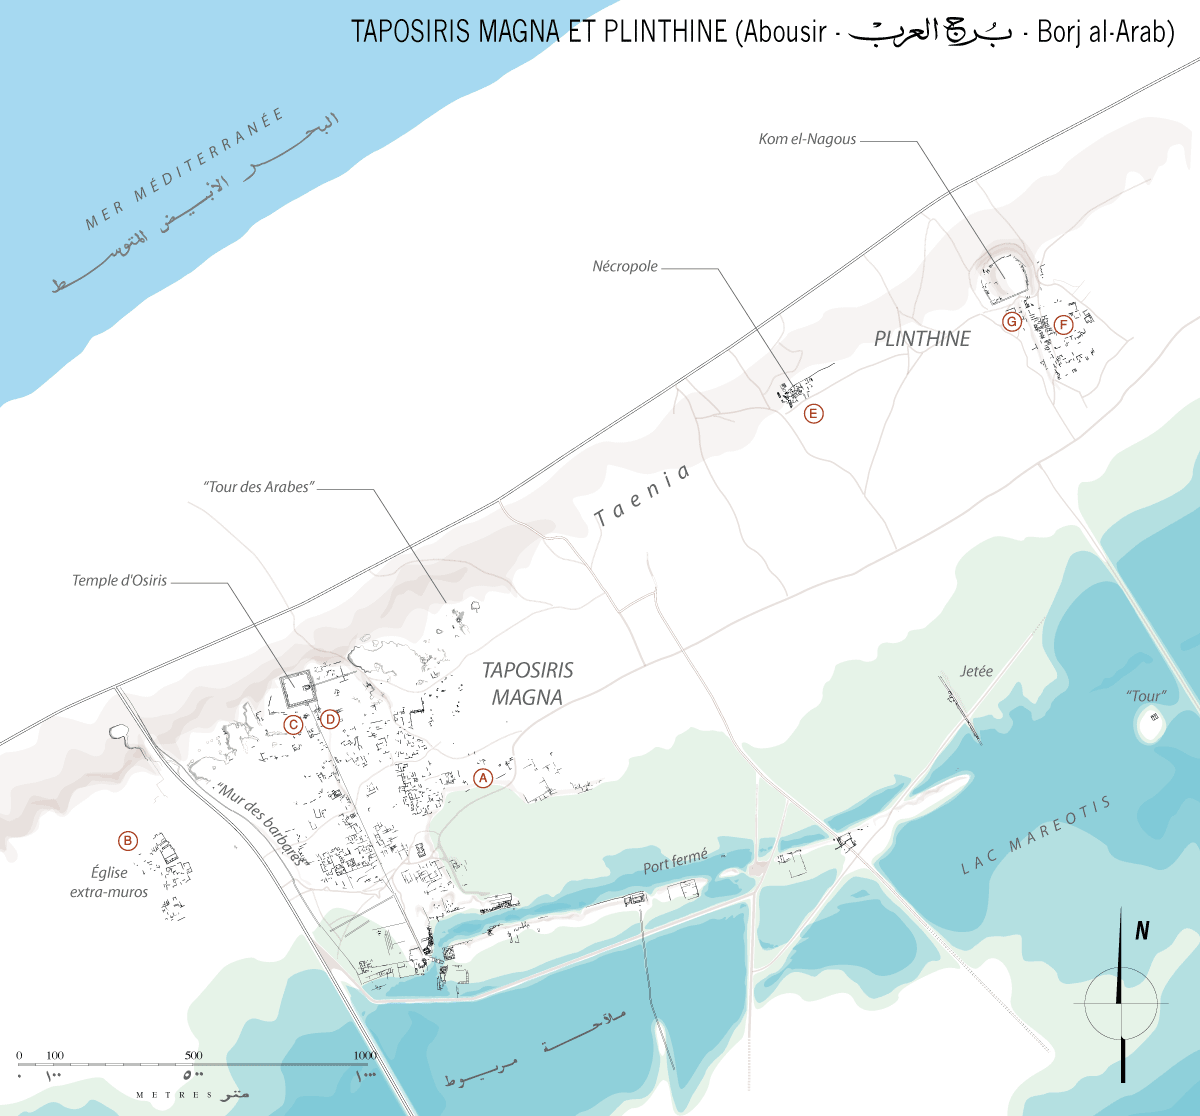 TAPOSIRIS MAGNA ET PLINTHINE (Abousir - برج العرب - Borj al-Arab)
MER MÉDITERRANÉE
البحر الأبيض المتوسط
Kom el-Nagous
Nécropole
PLINTHINE
G
F
E
Taenia
"Tour des Arabes"
Temple d'Osiris
TAPOSIRIS
MAGNA
Jetée
"Tour"
C
D
A
"Mur des barbares"
B
Église
extra-muros
Port fermé
LAC MAREOTIS
N
ملاحة مريوط
0 100 500 1000
٠ ١٠٠ ٥٠٠ ١٠٠٠
METRES متر